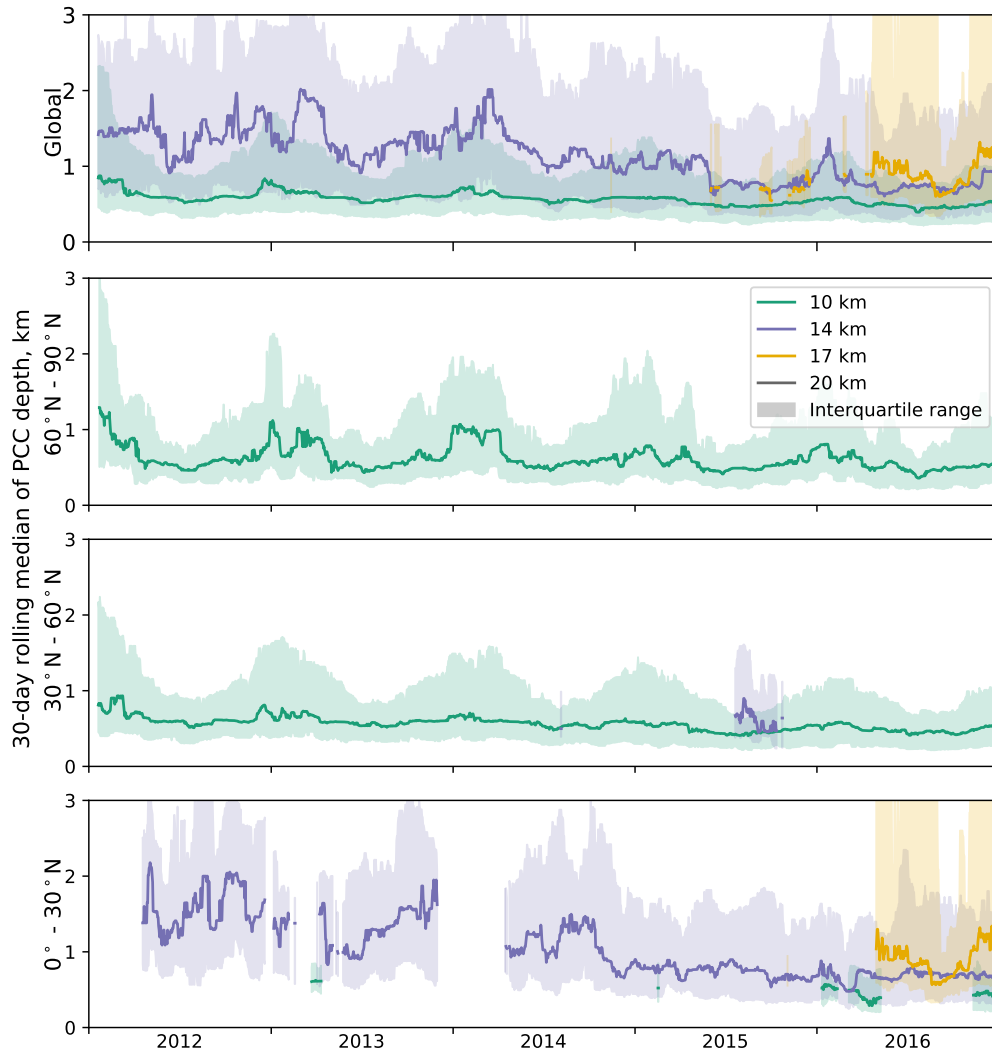 30-day rolling median of PCC depth, km
Global
3
2
1
0
60°N - 90°N
3
2
1
0
10 km
14 km
17 km
20 km
Interquartile range
30°N - 60°N
3
2
1
0
0° - 30°N
3
2
1
0
2012 2013 2014 2015 2016